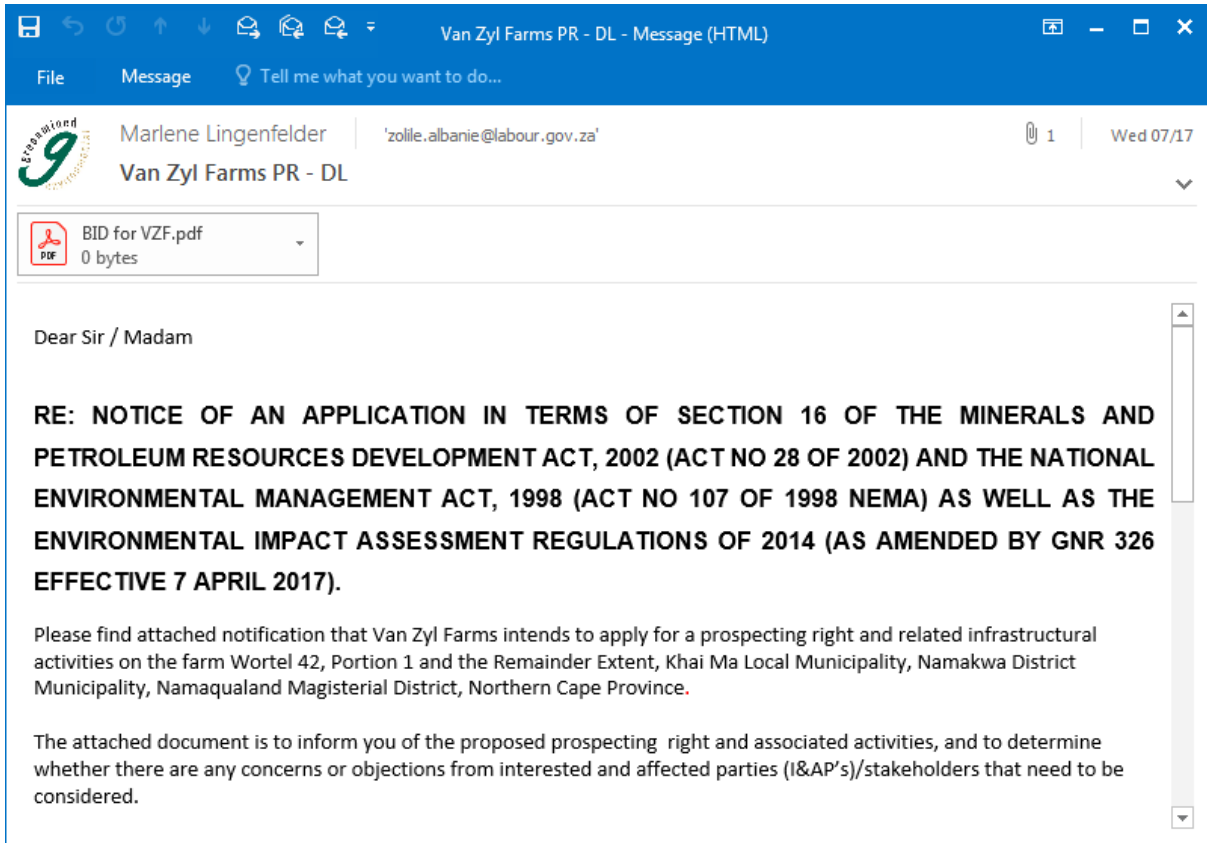 Van Zyl Farms PR - DL - Message (HTML)
File Message Tell me what you want to do...
Marlene Lingenfelder 'zolile.albanie@labour.gov.za' 1 Wed 07/17
Van Zyl Farms PR - DL
BID for VZF.pdf
PDF
0 bytes
Dear Sir / Madam
RE: NOTICE OF AN APPLICATION IN TERMS OF SECTION 16 OF THE MINERALS AND
PETROLEUM RESOURCES DEVELOPMENT ACT, 2002 (ACT NO 28 OF 2002) AND THE NATIONAL
ENVIRONMENTAL MANAGEMENT ACT, 1998 (ACT NO 107 OF 1998 NEMA) AS WELL AS THE
ENVIRONMENTAL IMPACT ASSESSMENT REGULATIONS OF 2014 (AS AMENDED BY GNR 326
EFFECTIVE 7 APRIL 2017).
Please find attached notification that Van Zyl Farms intends to apply for a prospecting right and related infrastructural
activities on the farm Wortel 42, Portion 1 and the Remainder Extent, Khai Ma Local Municipality, Namakwa District
Municipality, Namaqualand Magisterial District, Northern Cape Province.
The attached document is to inform you of the proposed prospecting right and associated activities, and to determine
whether there are any concerns or objections from interested and affected parties (I&AP's)/stakeholders that need to be
considered.